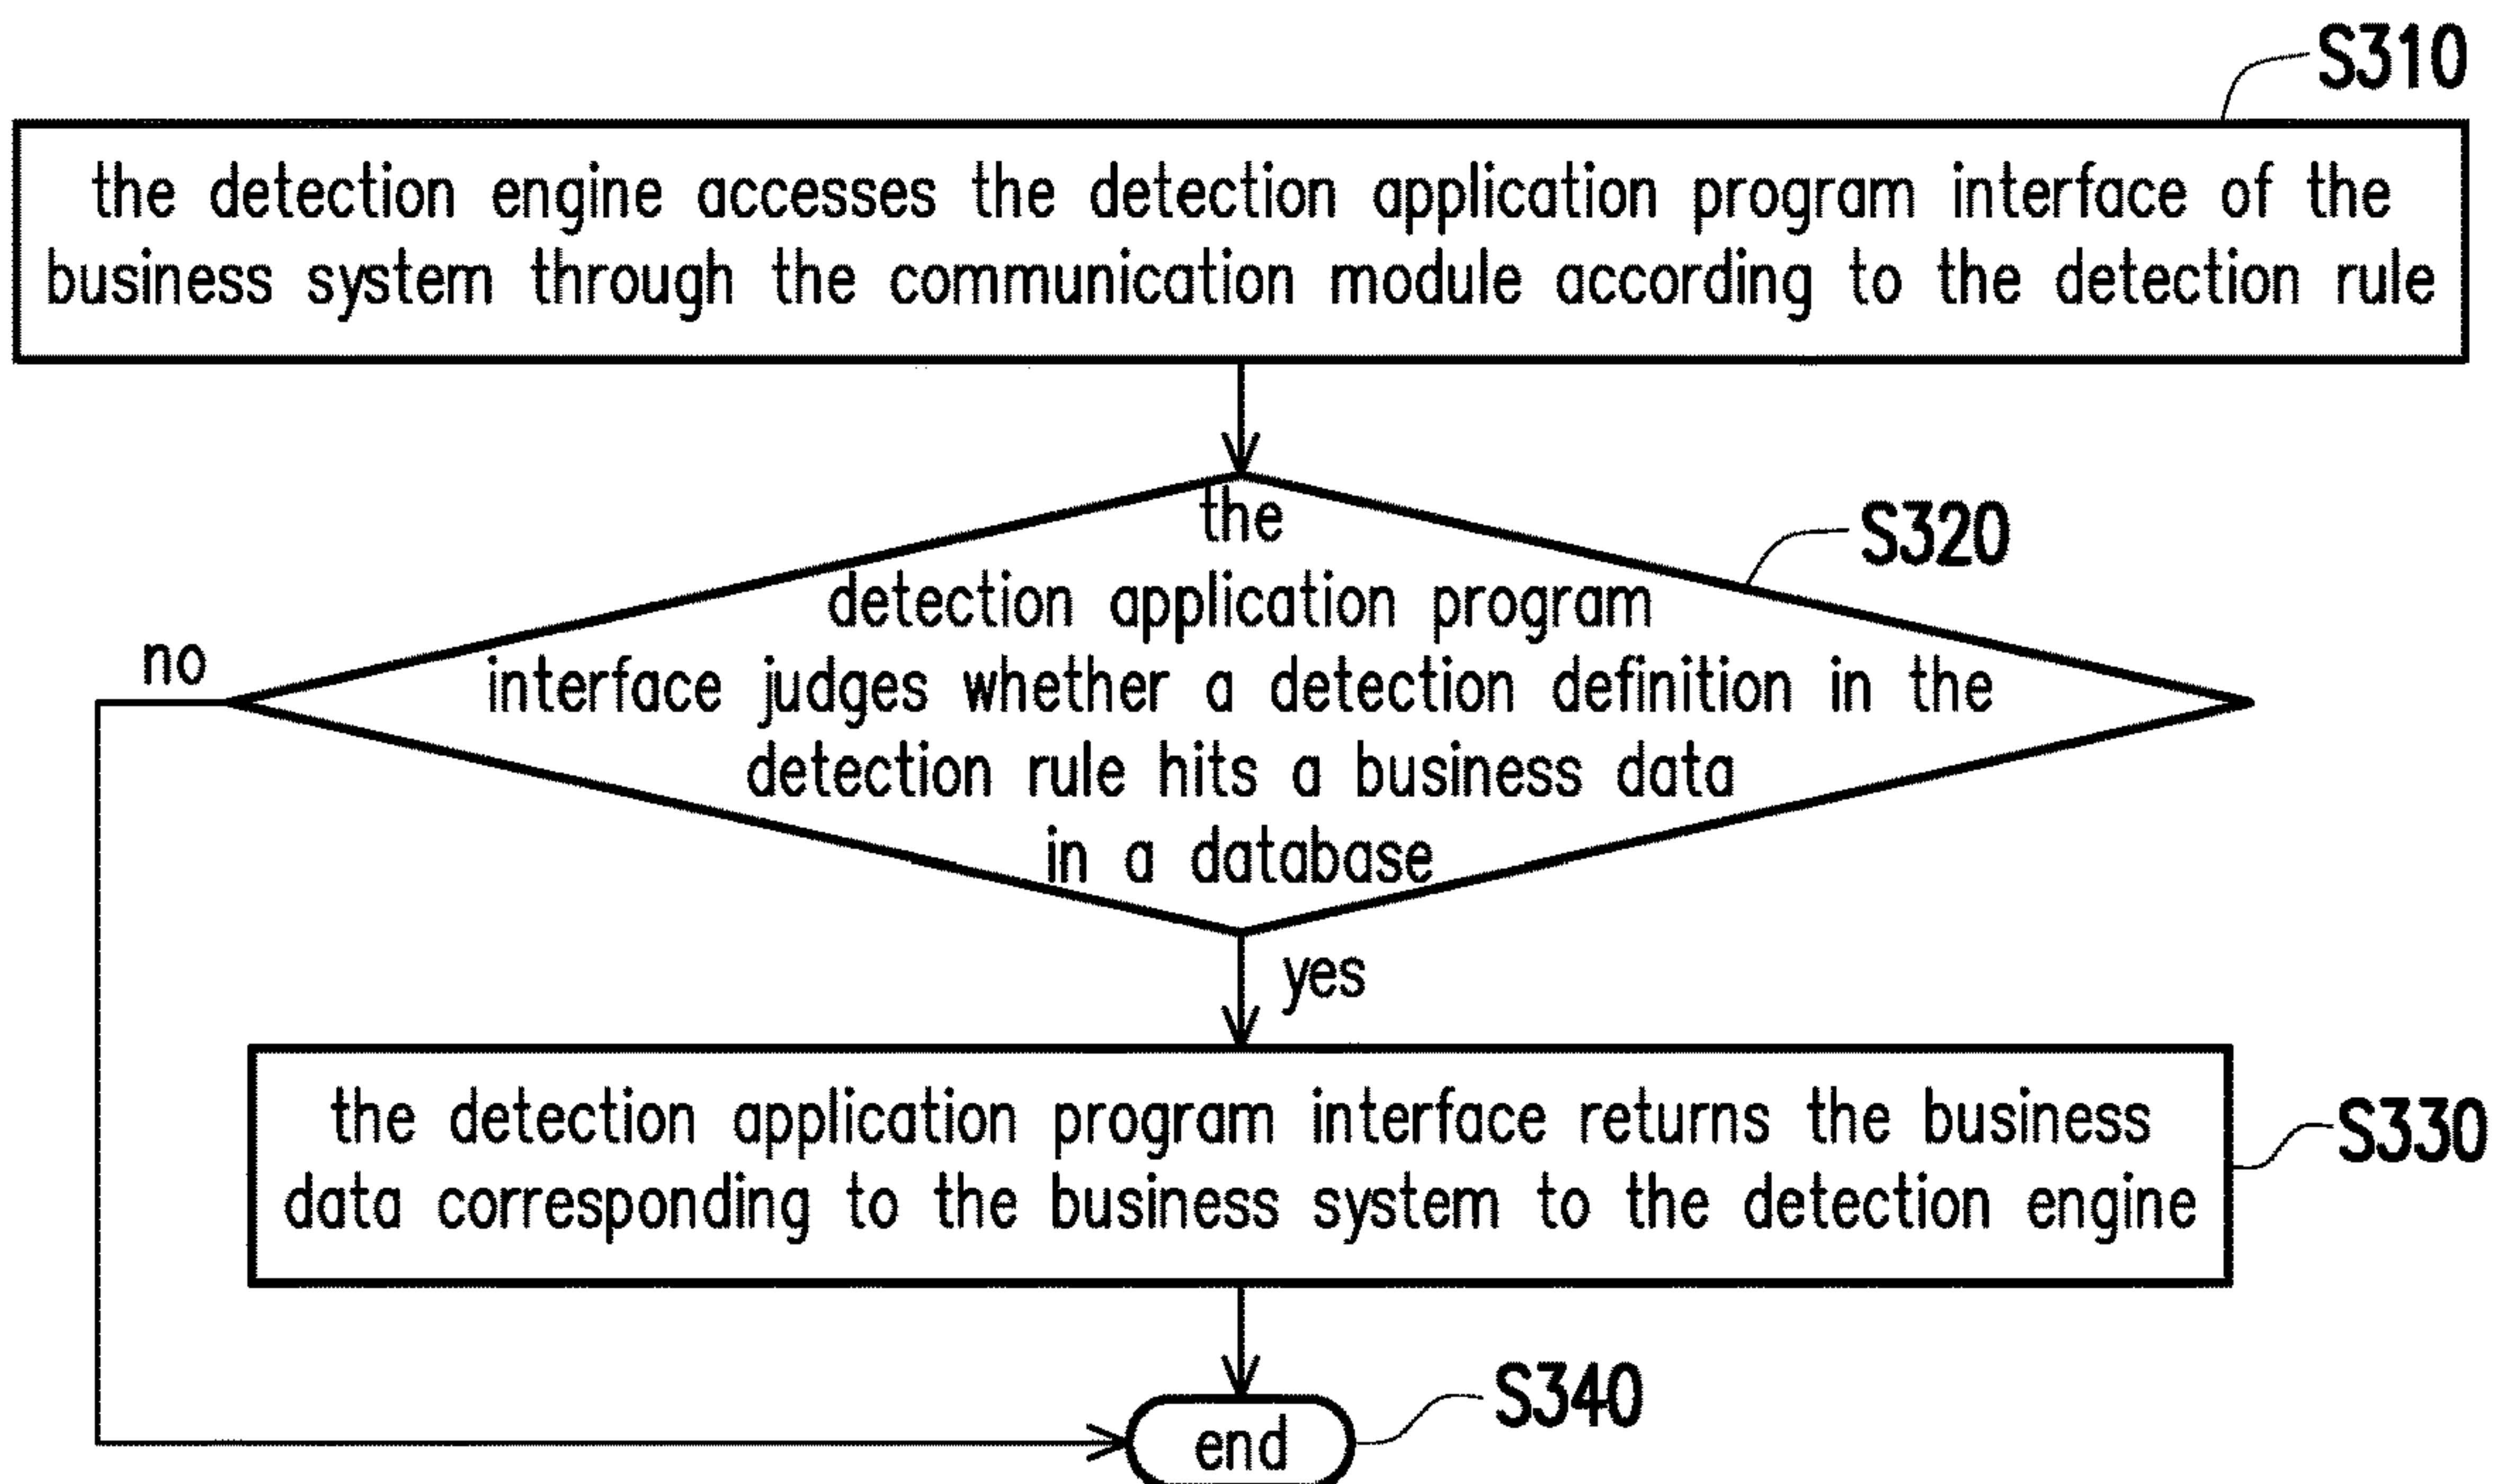 S310
the detection engine accesses the detection application program interface of the
business system through the communication module according to the detection rule
the
S320
detection application program
no
interface judges whether a detection definition in the
detection rule hits a business data
in a database
yes
the detection application program interface returns the business
S330
data corresponding to the business system to the detection engine
S340
end